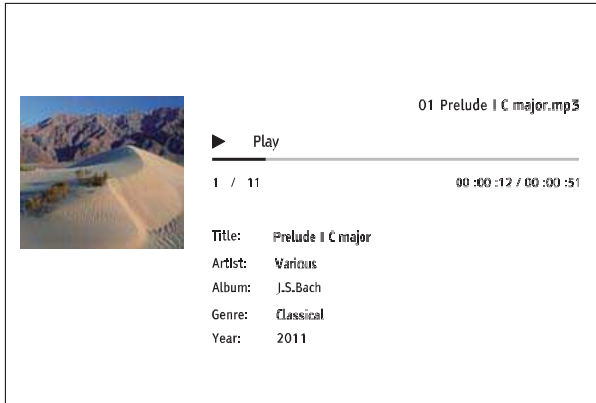 01 Prelude I C major.mp3
Play
1 / 11
00 :00 :12 / 00 :00 :51
Title: Prelude I C major
Artist: Various
Album: J.S.Bach
Genre: Classical
Year: 2011